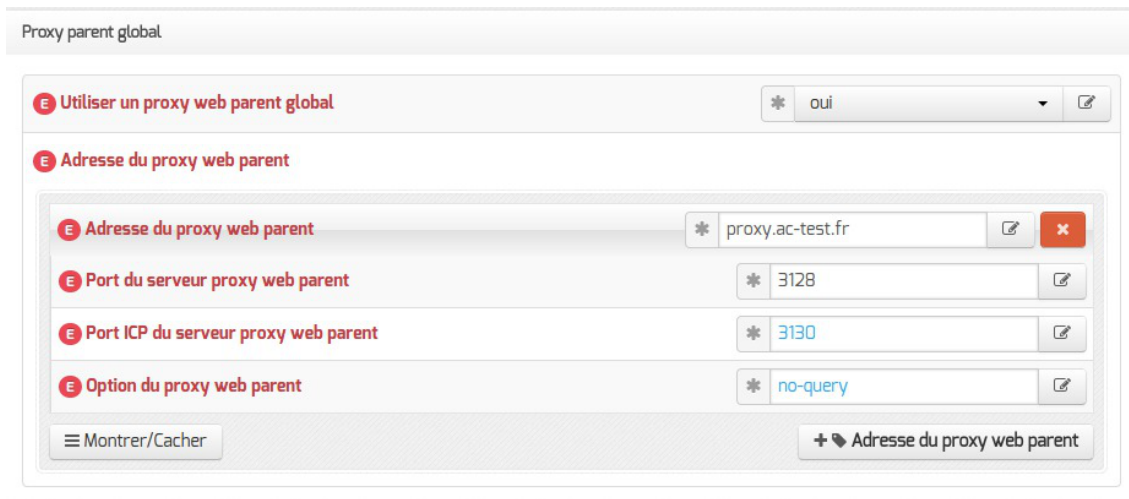 Proxy parent global
E Utiliser un proxy web parent global * oui
E Adresse du proxy web parent
E Adresse du proxy web parent * proxy.ac-test.fr
E Port du serveur proxy web parent * 3128
E Port ICP du serveur proxy web parent * 3130
E Option du proxy web parent * no-query
Montrer/Cacher + Adresse du proxy web parent